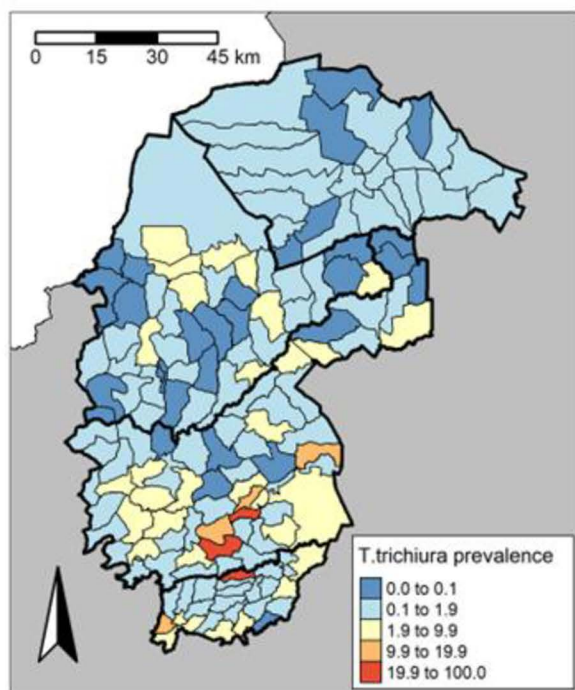 0 15 30 45 km
T.trichiura prevalence
0.0 to 0.1
0.1 to 1.9
1.9 to 9.9
9.9 to 19.9
19.9 to 100.0